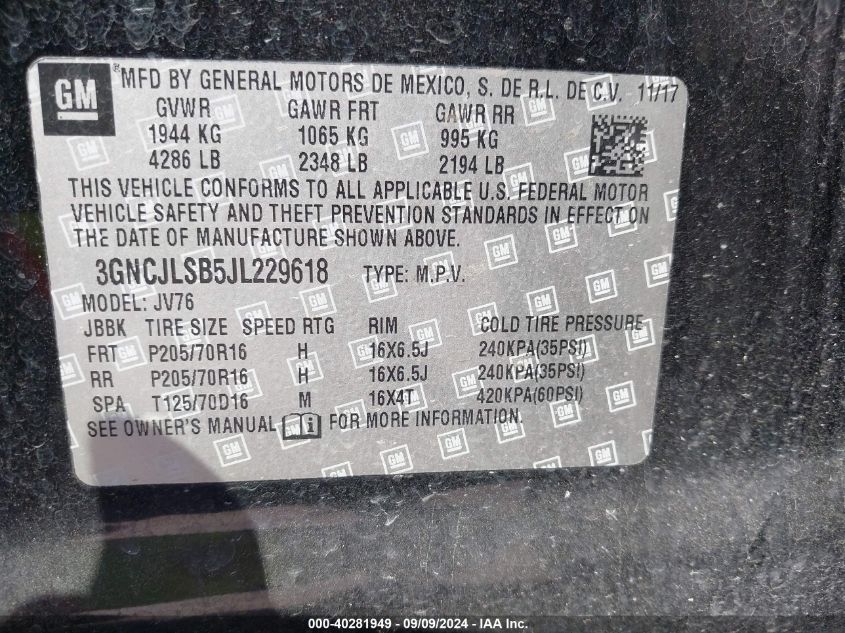 GM ®MFD BY GENERAL MOTORS DE MEXICO, S. DE R.L. DE C.V. 11/17
GVWR GAWR FRT GAWR RR
1944 KG 1065 KG 995 KG
4286 LB 2348 LB 2194 LB
THIS VEHICLE CONFORMS TO ALL APPLICABLE U.S. FEDERAL MOTOR
VEHICLE SAFETY AND THEFT PREVENTION STANDARDS IN EFFECT ON
THE DATE OF MANUFACTURE SHOWN ABOVE.
3GNCJLSB5JL229618 TYPE: M.P.V.
MODEL: JV76
JBBK TIRE SIZE SPEED RTG RIM COLD TIRE PRESSURE
FRT P205/70R16 H 16X6.5J 240KPA(35PSI)
RR P205/70R16 H 16X6.5J 240KPA(35PSI)
SPA T125/70D16 M 16X4T 420KPA(60PSI)
SEE OWNER'S MANUAL i FOR MORE INFORMATION.
000-40281949 - 09/09/2024 - IAA Inc.